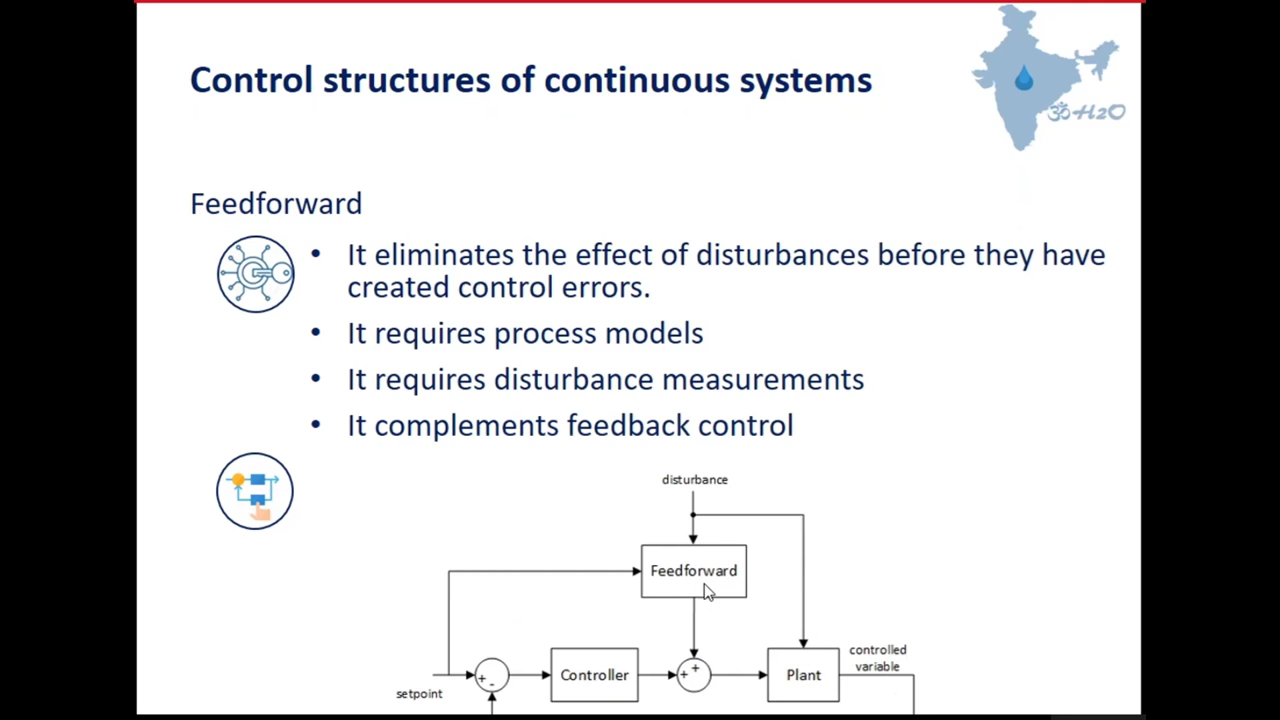 Control structures of continuous systems
ॐH2O
Feedforward
• It eliminates the effect of disturbances before they have
created control errors.
• It requires process models
• It requires disturbance measurements
• It complements feedback control
disturbance
Feedforward
controlled
variable
Controller
Plant
setpoint
+
-
+
+